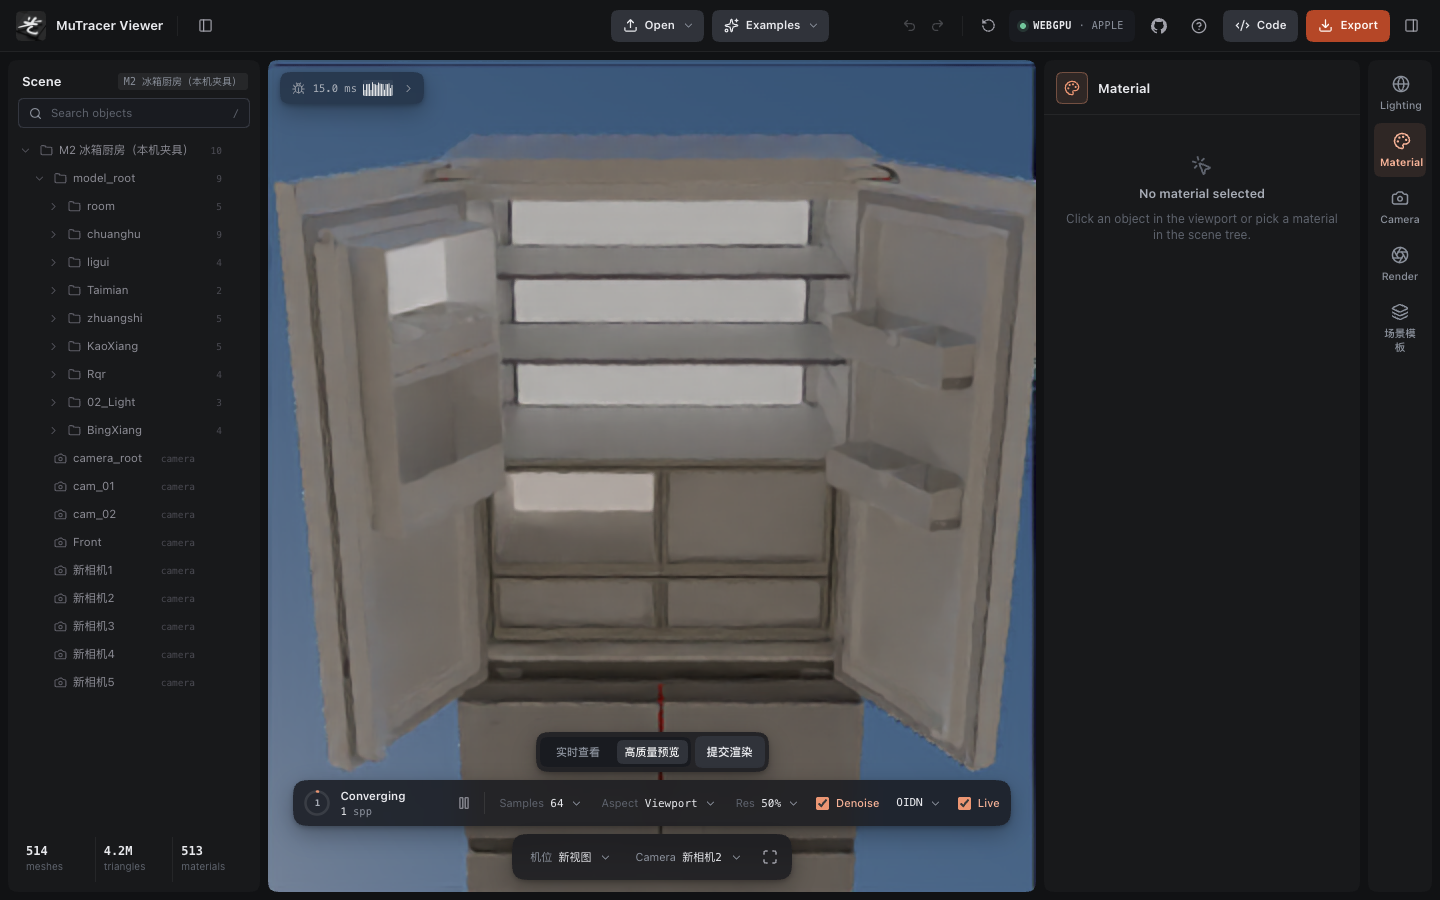 MuTracer Viewer
Open
Examples
WEBGPU · APPLE
Code
Export
Scene
M2 冰箱厨房（本机夹具）
Search objects
/
M2 冰箱厨房（本机夹具） 10
model_root 9
room 5
chuanghu 9
ligui 4
Taimian 2
zhuangshi 5
KaoXiang 5
Rqr 4
02_Light 3
BingXiang 4
camera_root camera
cam_01 camera
cam_02 camera
Front camera
新相机1 camera
新相机2 camera
新相机3 camera
新相机4 camera
新相机5 camera
514
meshes
4.2M
triangles
513
materials
15.0 ms
实时查看 高质量预览 提交渲染
1
Converging
1 spp
Samples 64
Aspect Viewport
Res 50%
Denoise
OIDN
Live
机位 新视图
Camera 新相机2
Material
No material selected
Click an object in the viewport or pick a material
in the scene tree.
Lighting
Material
Camera
Render
场景模
板